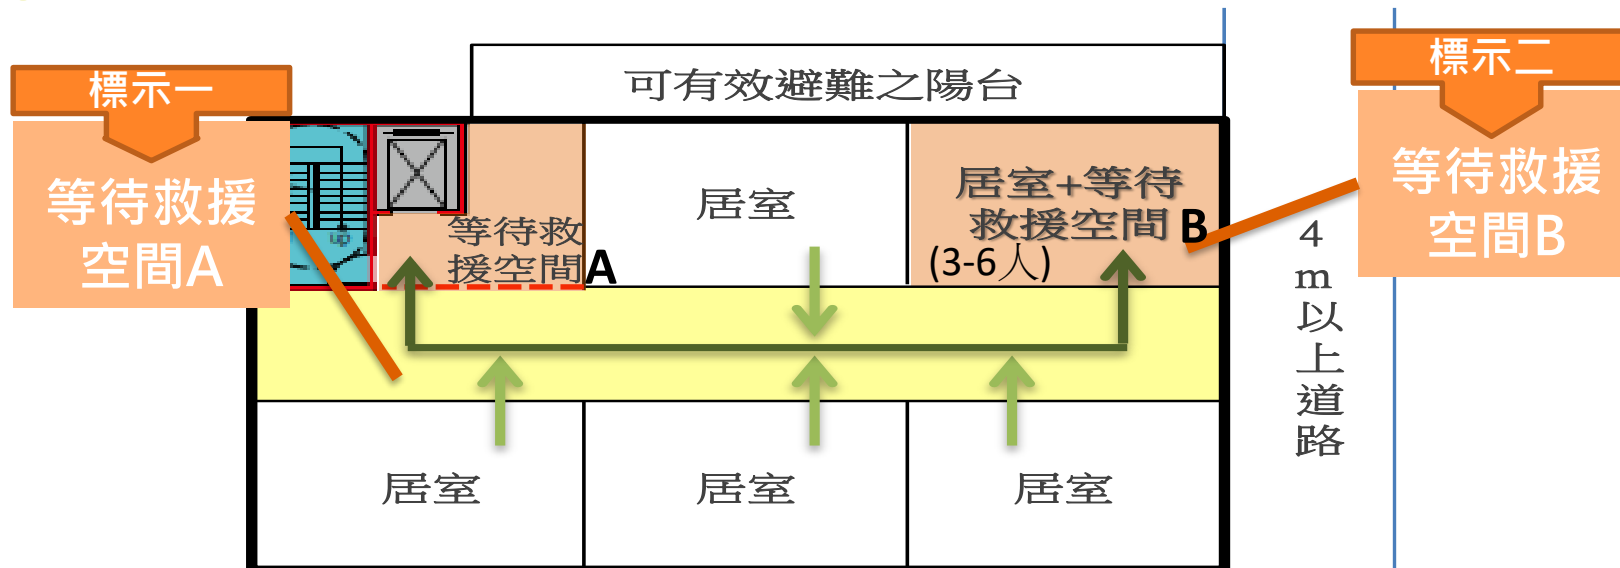 標示一
等待救援
空間A
可有效避難之陽台
標示二
等待救援
空間B
等待救
援空間A
居室
居室+等待
救援空間B
(3-6人)
4
m
以
上
道
路
居室
居室
居室